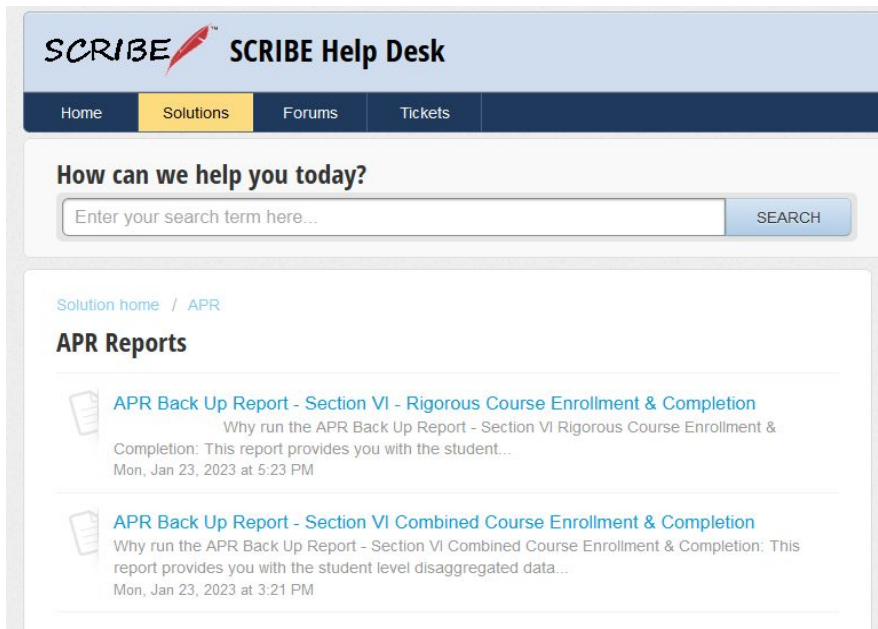 SCRIBE™ SCRIBE Help Desk
Home Solutions Forums Tickets
How can we help you today?
Enter your search term here... SEARCH
Solution home / APR
APR Reports
APR Back Up Report - Section VI - Rigorous Course Enrollment & Completion
Why run the APR Back Up Report - Section VI Rigorous Course Enrollment &
Completion: This report provides you with the student...
Mon, Jan 23, 2023 at 5:23 PM
APR Back Up Report - Section VI Combined Course Enrollment & Completion
Why run the APR Back Up Report - Section VI Combined Course Enrollment & Completion: This
report provides you with the student level disaggregated data...
Mon, Jan 23, 2023 at 3:21 PM